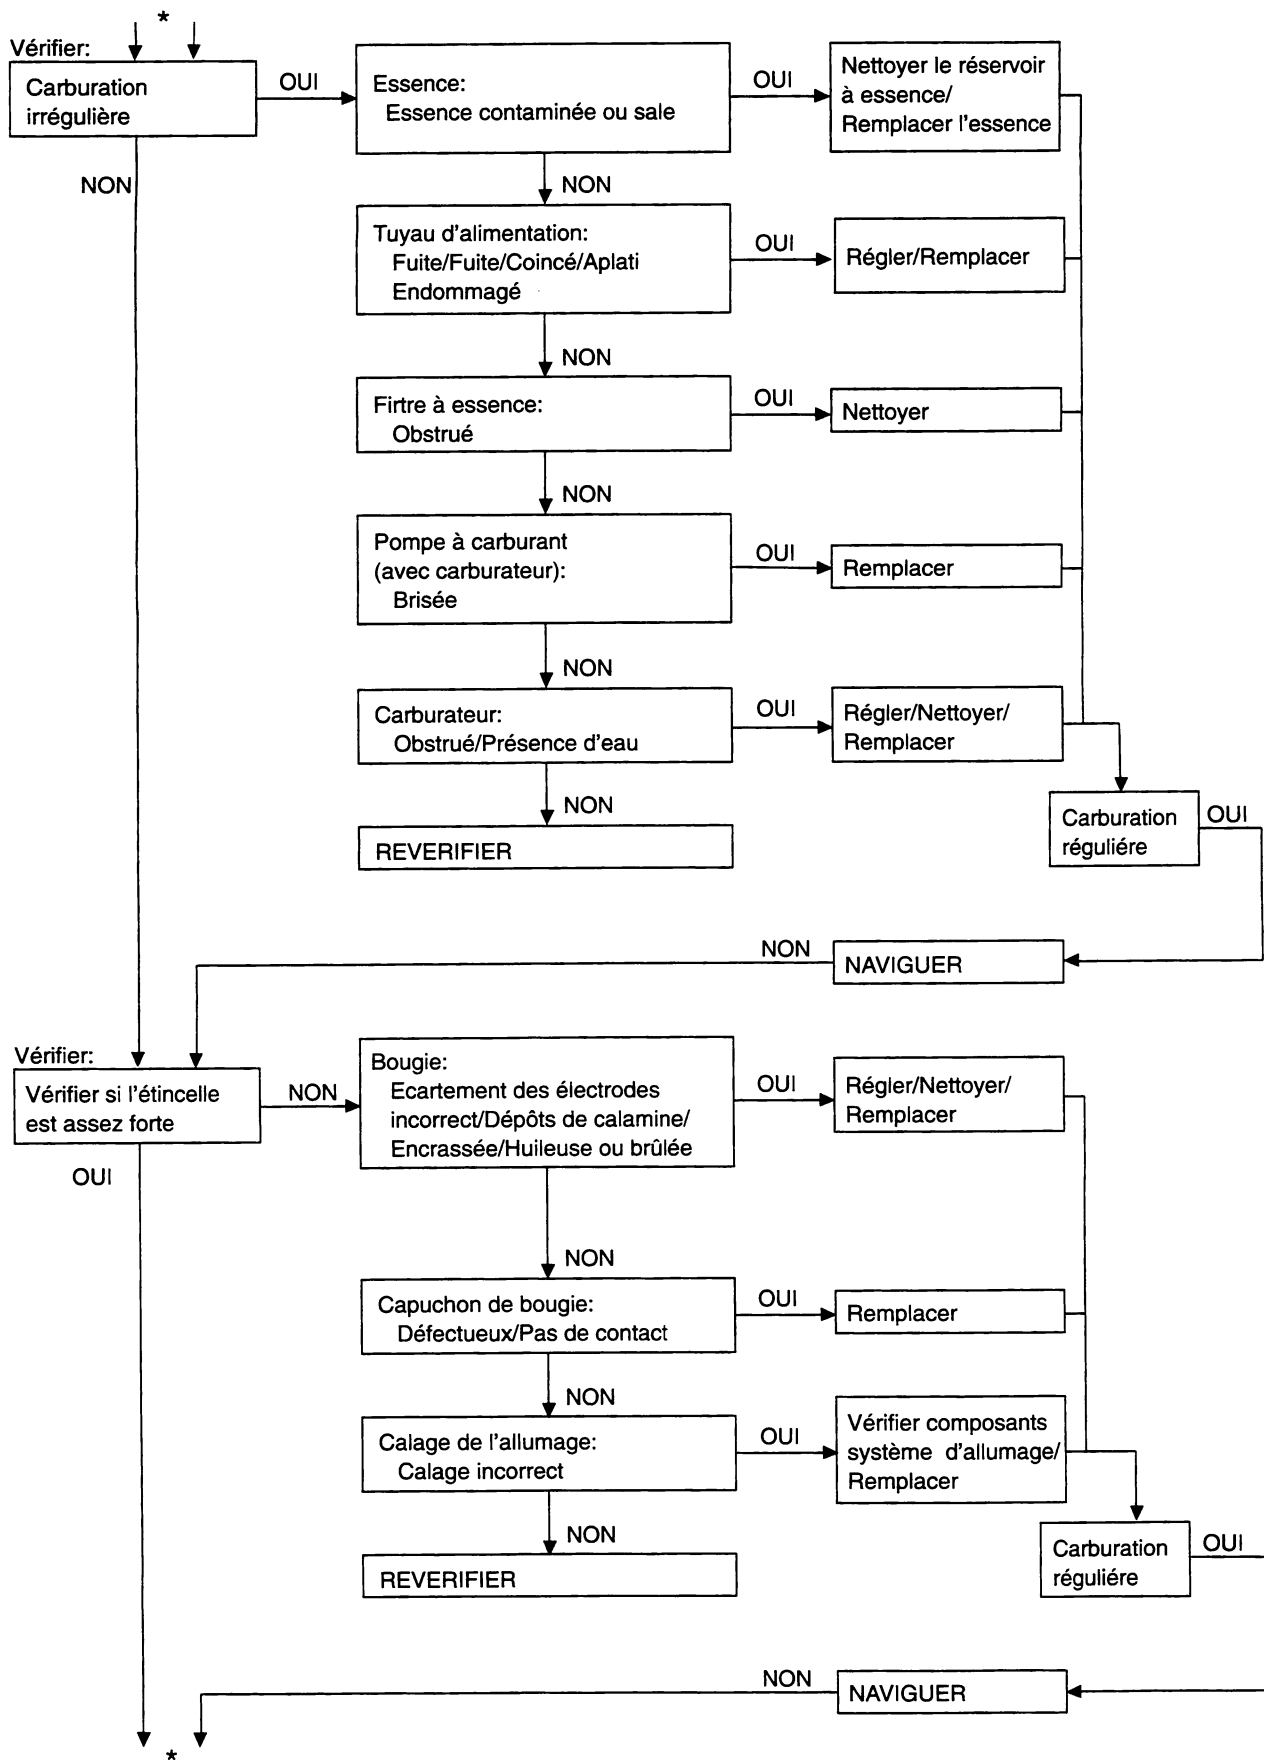 *
Vérifier:
Carburation
irrégulière
OUI
Essence:
Essence contaminée ou sale
OUI
Nettoyer le réservoir
à essence/
Remplacer l'essence
NON
NON
Tuyau d'alimentation:
Fuite/Fuite/Coincé/Aplati
Endommagé
OUI
Régler/Remplacer
NON
Firtre à essence:
Obstrué
OUI
Nettoyer
NON
Pompe à carburant
(avec carburateur):
Brisée
OUI
Remplacer
NON
Carburateur:
Obstrué/Présence d'eau
OUI
Régler/Nettoyer/
Remplacer
NON
REVERIFIER
Carburation
réguliére
OUI
NON
NAVIGUER
Vérifier:
Vérifier si l'étincelle
est assez forte
NON
Bougie:
Ecartement des électrodes
incorrect/Dépôts de calamine/
Encrassée/Huileuse ou brûlée
OUI
Régler/Nettoyer/
Remplacer
OUI
NON
Capuchon de bougie:
Défectueux/Pas de contact
OUI
Remplacer
NON
Calage de l'allumage:
Calage incorrect
OUI
Vérifier composants
système d'allumage/
Remplacer
NON
REVERIFIER
Carburation
réguliére
OUI
NON
NAVIGUER
*